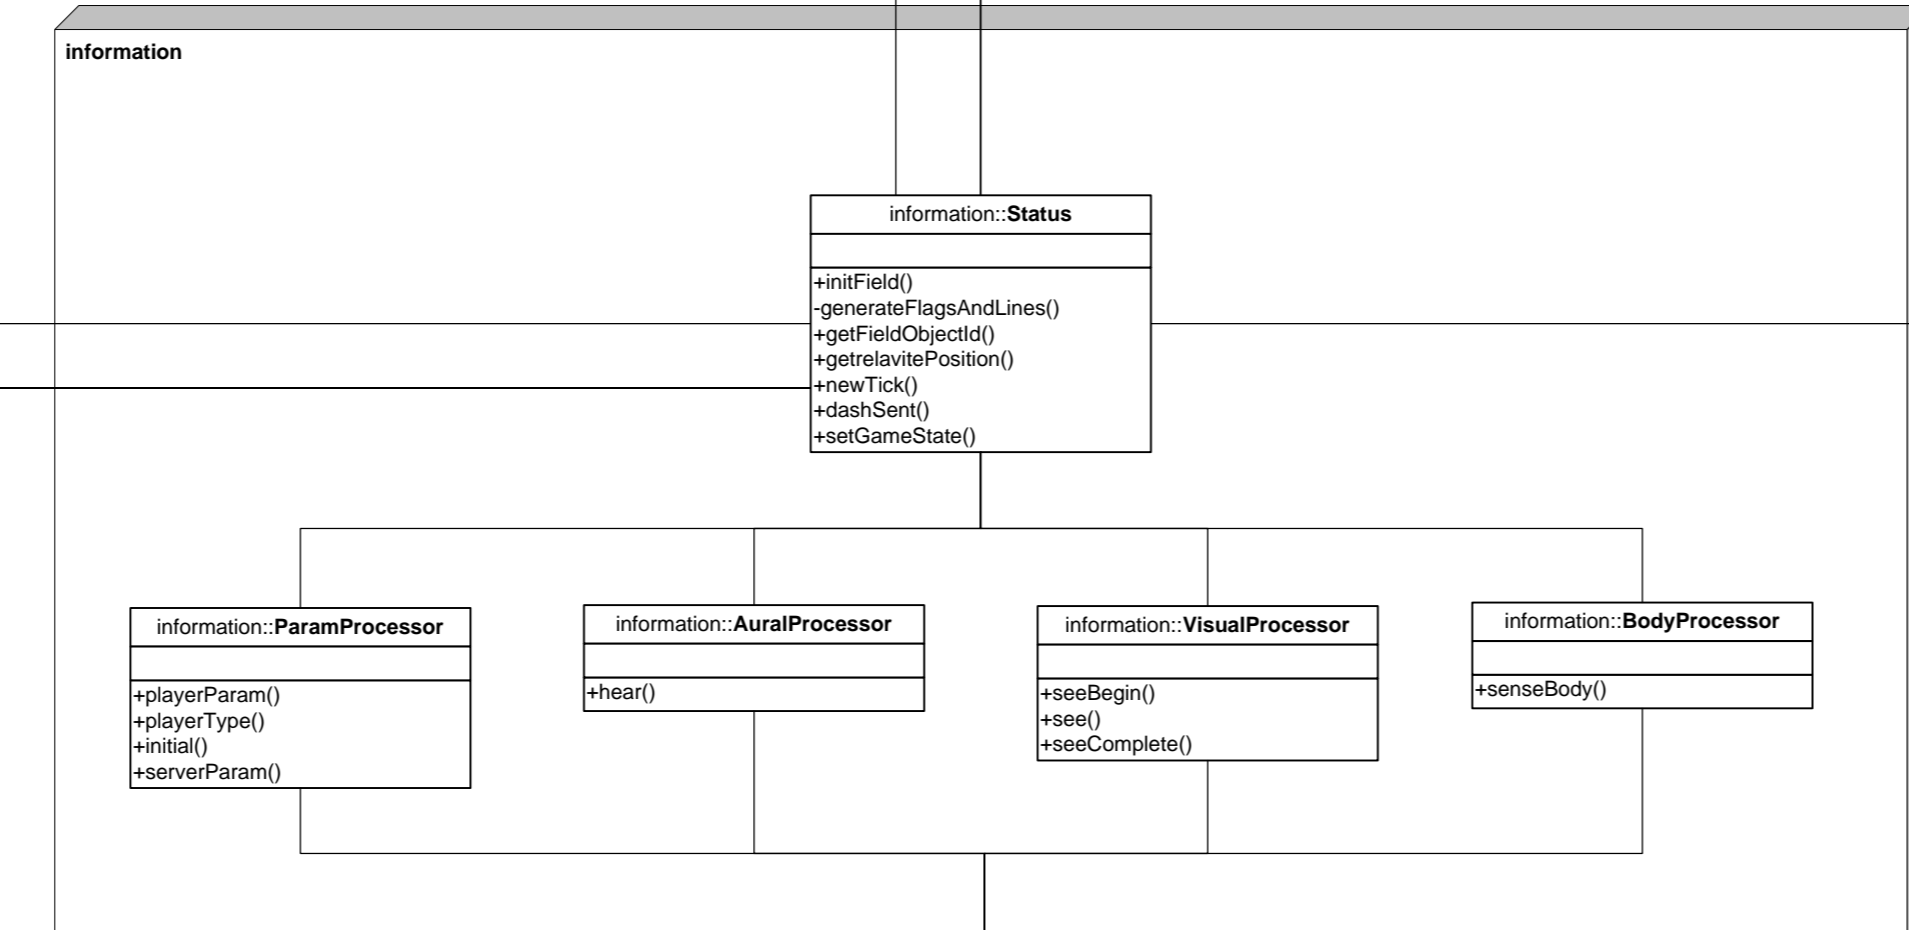 information
information::Status
+initField()
-generateFlagsAndLines()
+getFieldObjectId()
+getrelavitePosition()
+newTick()
+dashSent()
+setGameState()
information::ParamProcessor
+playerParam()
+playerType()
+initial()
+serverParam()
information::AuralProcessor
+hear()
information::VisualProcessor
+seeBegin()
+see()
+seeComplete()
information::BodyProcessor
+senseBody()